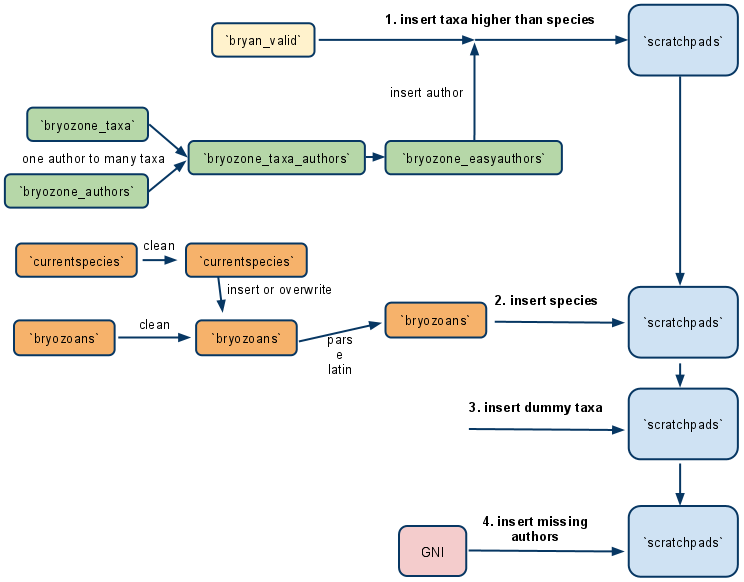 1. insert taxa higher than species
`bryan_valid`
`scratchpads`
insert author
`bryozone_taxa`
one author to many taxa
`bryozone_authors`
`bryozone_taxa_authors`
`bryozone_easyauthors`
`currentspecies`
clean
`currentspecies`
insert or overwrite
`bryozoans`
clean
`bryozoans`
pars
e
latin
`bryozoans`
2. insert species
`scratchpads`
3. insert dummy taxa
`scratchpads`
4. insert missing
authors
GNI
`scratchpads`